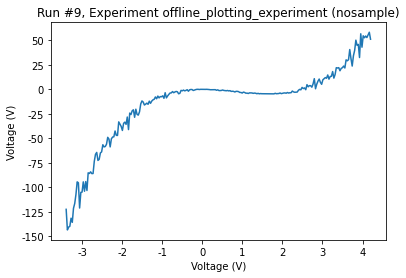 Run #9, Experiment offline_plotting_experiment (nosample)
Voltage (V)
50
25
0
-25
-50
-75
-100
-125
-150
-3 -2 -1 0 1 2 3 4
Voltage (V)